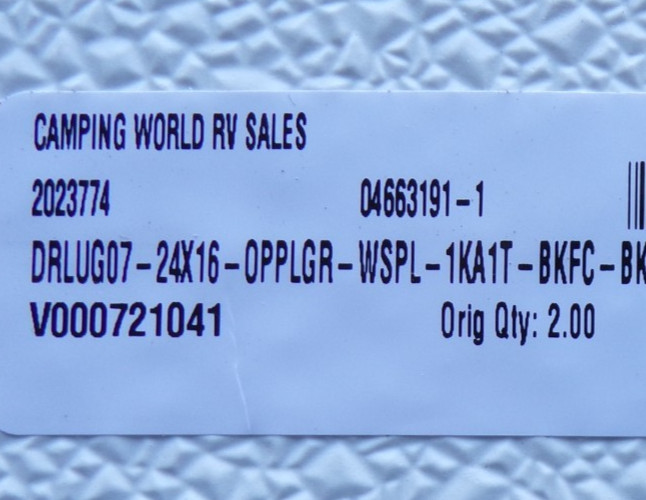 CAMPING WORLD RV SALES
2023774 04663191-1
DRLUG07-24X16-OPPLGR-WSPL-1KA1T-BKFC-BK
V000721041 Orig Qty: 2.00